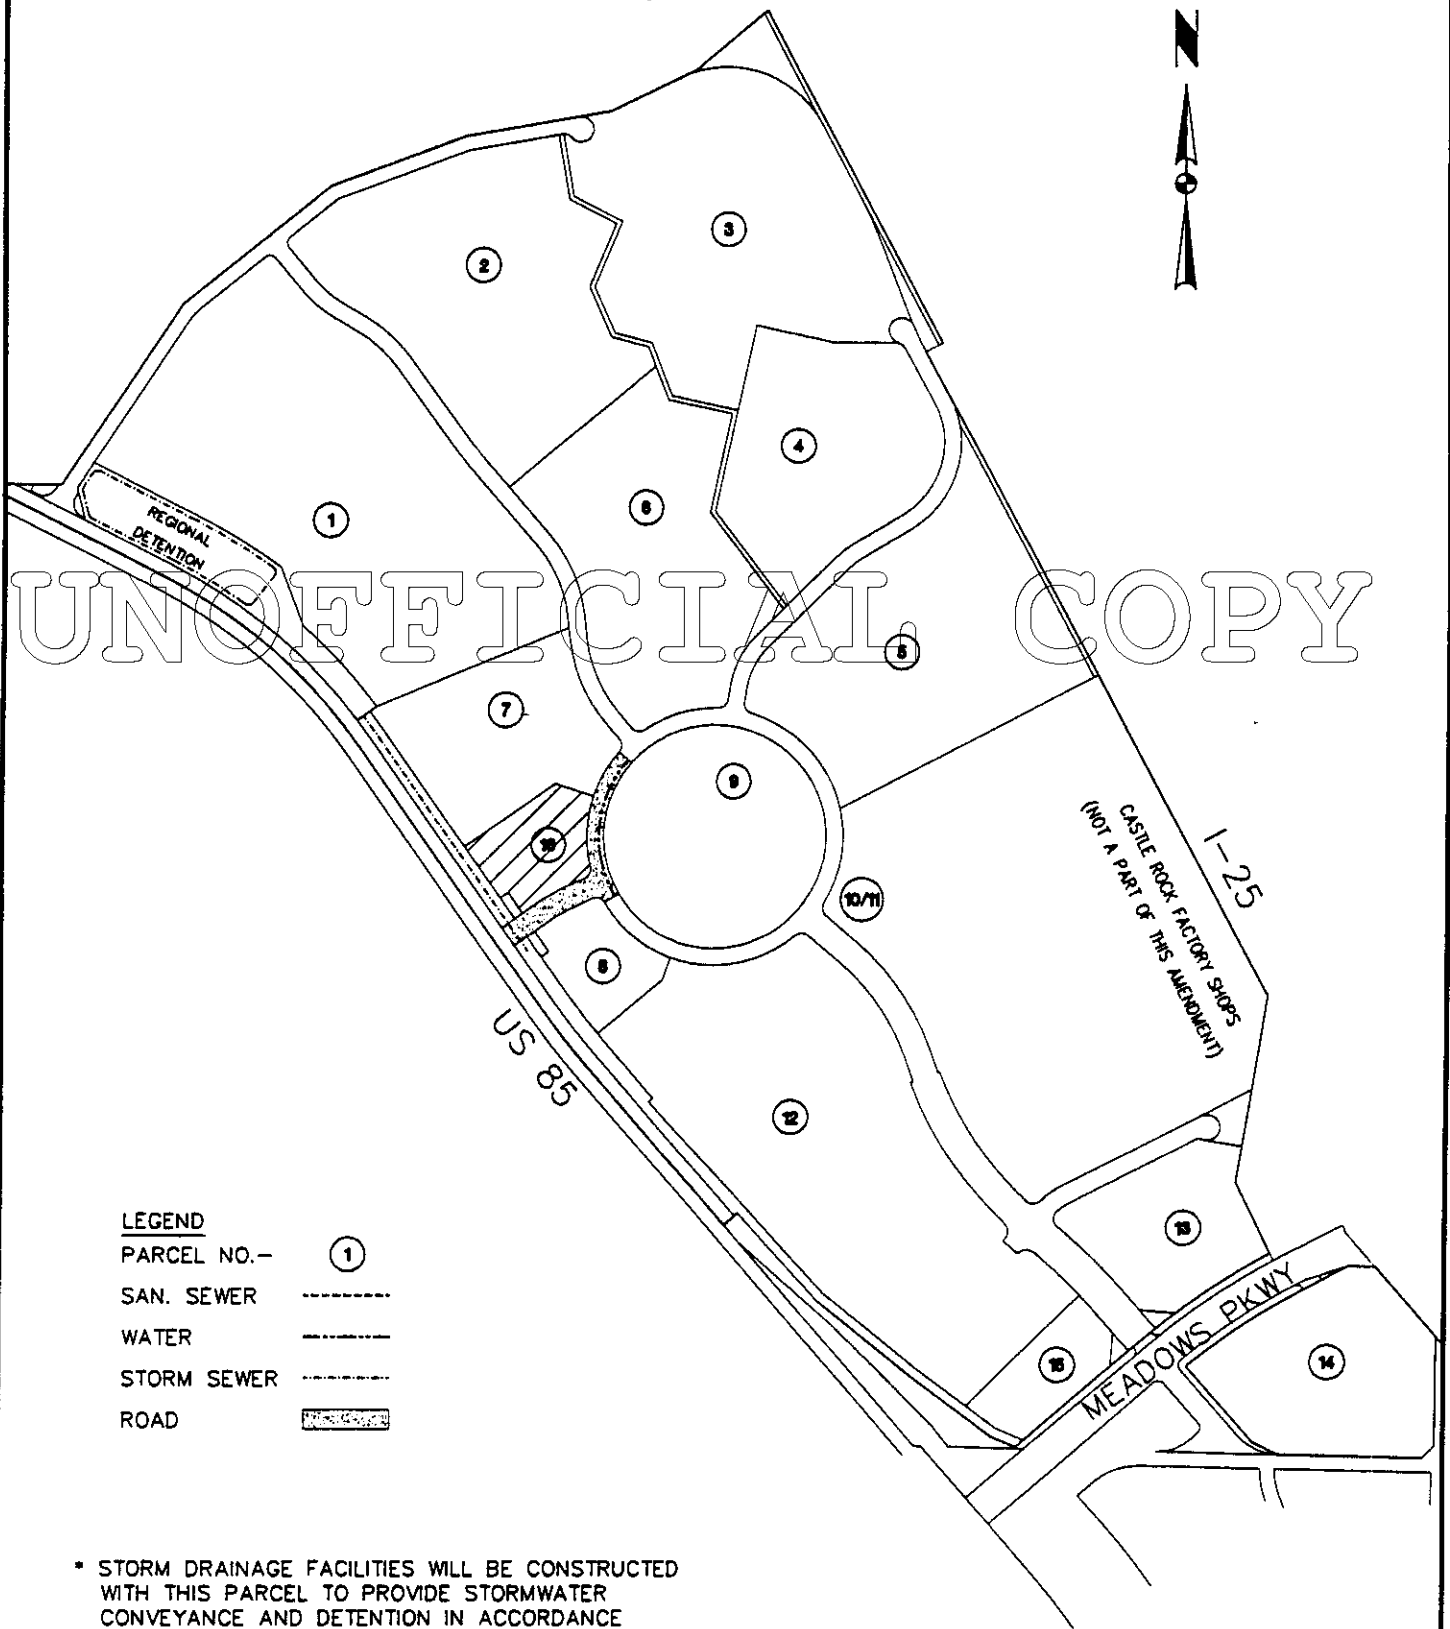 N
3
2
4
6
1
REGIONAL
DETENTION
UNOFFICIAL COPY
5
7
9
CASTLE ROCK FACTORY SHOPS
(NOT A PART OF THIS AMENDMENT)
I-25
10/11
US 85
12
LEGEND
PARCEL NO.- 1
SAN. SEWER
WATER
STORM SEWER
ROAD
13
MEADOWS PKWY
14
* STORM DRAINAGE FACILITIES WILL BE CONSTRUCTED
WITH THIS PARCEL TO PROVIDE STORMWATER
CONVEYANCE AND DETENTION IN ACCORDANCE